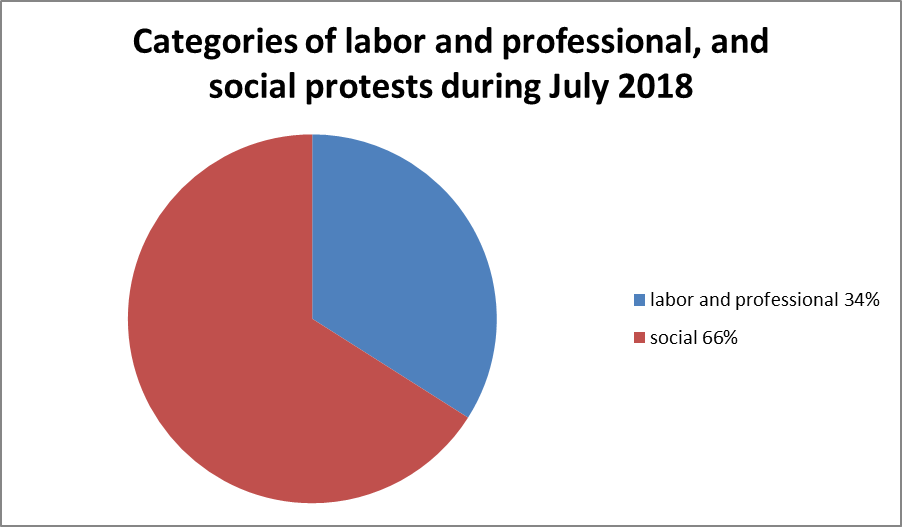 Categories of labor and professional, and
social protests during July 2018
labor and professional 34%
social 66%